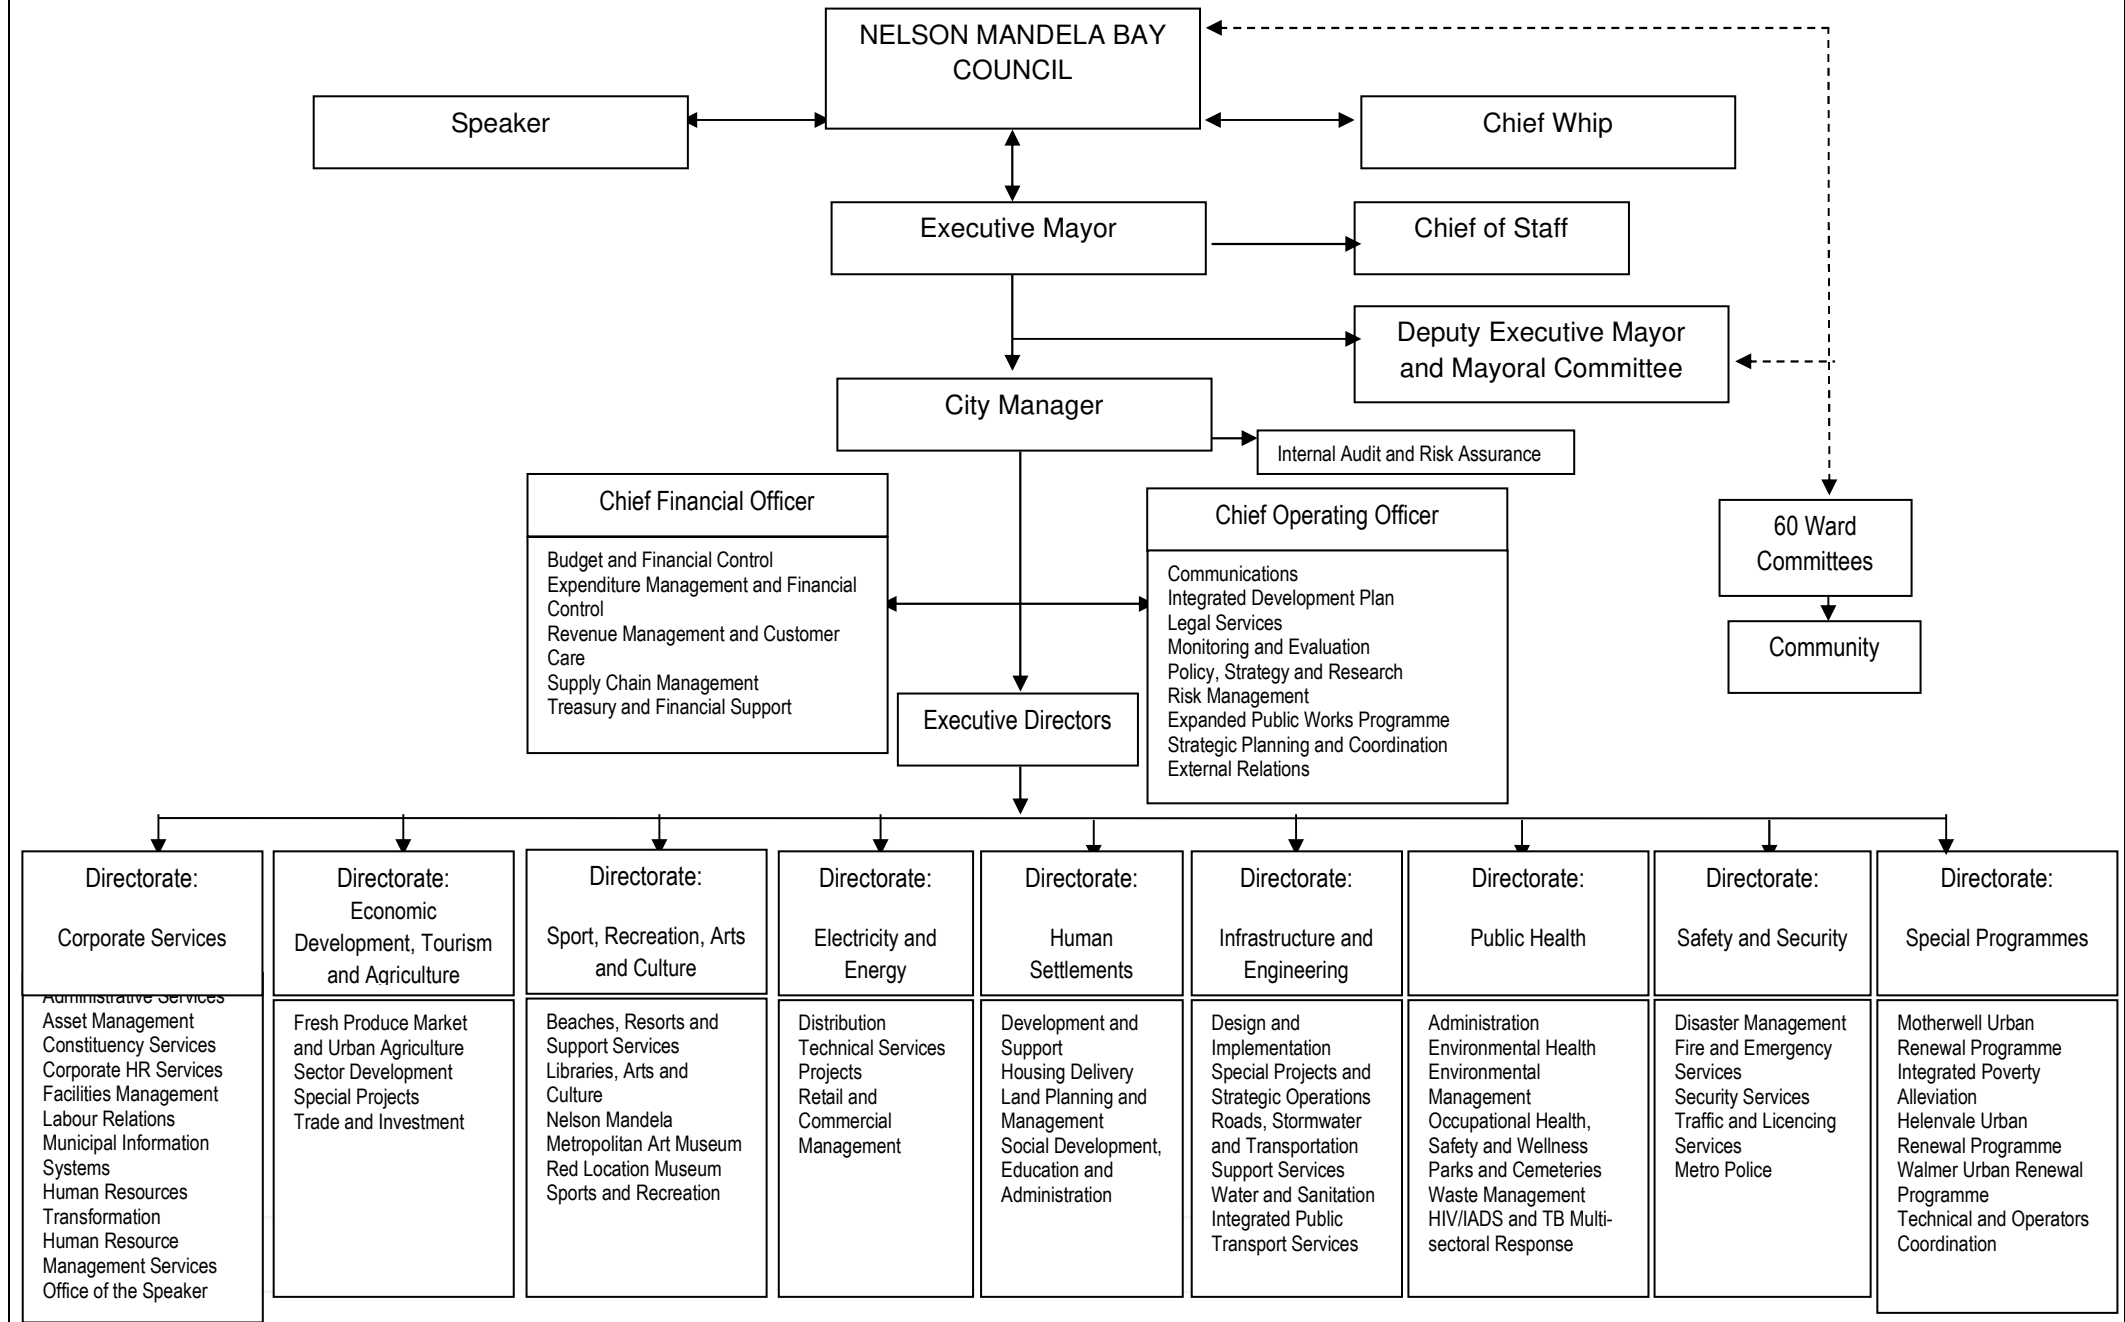 NELSON MANDELA BAY
COUNCIL
Speaker
Chief Whip
Executive Mayor
Chief of Staff
Deputy Executive Mayor
and Mayoral Committee
City Manager
Internal Audit and Risk Assurance
Chief Financial Officer
Budget and Financial Control
Expenditure Management and Financial
Control
Revenue Management and Customer
Care
Supply Chain Management
Treasury and Financial Support
Chief Operating Officer
Communications
Integrated Development Plan
Legal Services
Monitoring and Evaluation
Policy, Strategy and Research
Risk Management
Expanded Public Works Programme
Strategic Planning and Coordination
External Relations
60 Ward
Committees
Community
Executive Directors
Directorate:
Corporate Services
Administrative Services
Asset Management
Constituency Services
Corporate HR Services
Facilities Management
Labour Relations
Municipal Information
Systems
Human Resources
Transformation
Human Resource
Management Services
Office of the Speaker
Directorate:
Economic
Development, Tourism
and Agriculture
Fresh Produce Market
and Urban Agriculture
Sector Development
Special Projects
Trade and Investment
Directorate:
Sport, Recreation, Arts
and Culture
Beaches, Resorts and
Support Services
Libraries, Arts and
Culture
Nelson Mandela
Metropolitan Art Museum
Red Location Museum
Sports and Recreation
Directorate:
Electricity and
Energy
Distribution
Technical Services
Projects
Retail and
Commercial
Management
Directorate:
Human
Settlements
Development and
Support
Housing Delivery
Land Planning and
Management
Social Development,
Education and
Administration
Directorate:
Infrastructure and
Engineering
Design and
Implementation
Special Projects and
Strategic Operations
Roads, Stormwater
and Transportation
Support Services
Water and Sanitation
Integrated Public
Transport Services
Directorate:
Public Health
Administration
Environmental Health
Environmental
Management
Occupational Health,
Safety and Wellness
Parks and Cemeteries
Waste Management
HIV/IADS and TB Multi-
sectoral Response
Directorate:
Safety and Security
Disaster Management
Fire and Emergency
Services
Security Services
Traffic and Licencing
Services
Metro Police
Directorate:
Special Programmes
Motherwell Urban
Renewal Programme
Integrated Poverty
Alleviation
Helenvale Urban
Renewal Programme
Walmer Urban Renewal
Programme
Technical and Operators
Coordination